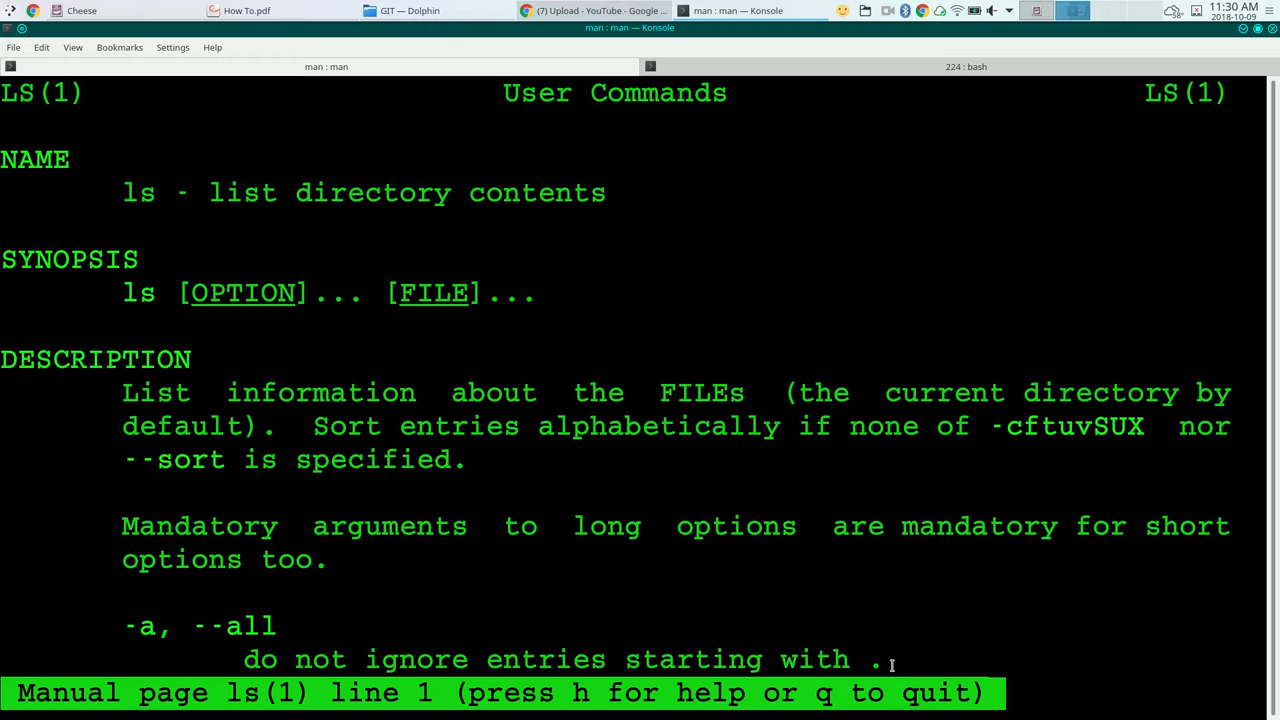 Cheese
How To.pdf
GIT — Dolphin
(7) Upload - YouTube - Google ...
man : man — Konsole
11:30 AM
58°
2018-10-09
man : man — Konsole
File Edit View Bookmarks Settings Help
man : man
224 : bash
LS(1) User Commands LS(1)
NAME
ls - list directory contents
SYNOPSIS
ls [OPTION]... [FILE]...
DESCRIPTION
List information about the FILEs (the current directory by
default). Sort entries alphabetically if none of -cftuvSUX nor
--sort is specified.
Mandatory arguments to long options are mandatory for short
options too.
-a, --all
do not ignore entries starting with .
Manual page ls(1) line 1 (press h for help or q to quit)